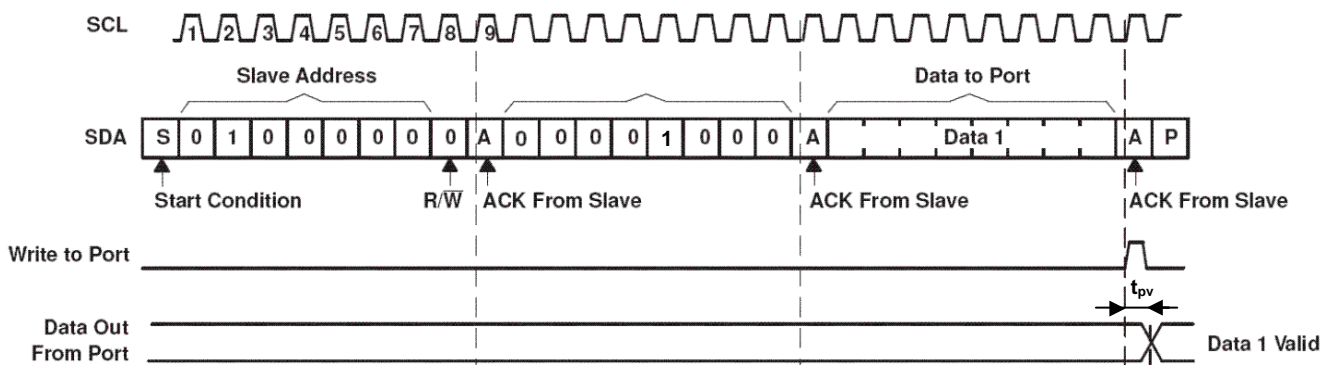 SCL 1 2 3 4 5 6 7 8 9
Slave Address Data to Port
SDA S 0 1 0 0 0 0 0 0 A 0 0 0 0 1 0 0 0 A Data 1 A P
Start Condition R/W̅ ACK From Slave ACK From Slave ACK From Slave
Write to Port
tpv
Data Out
From Port
Data 1 Valid